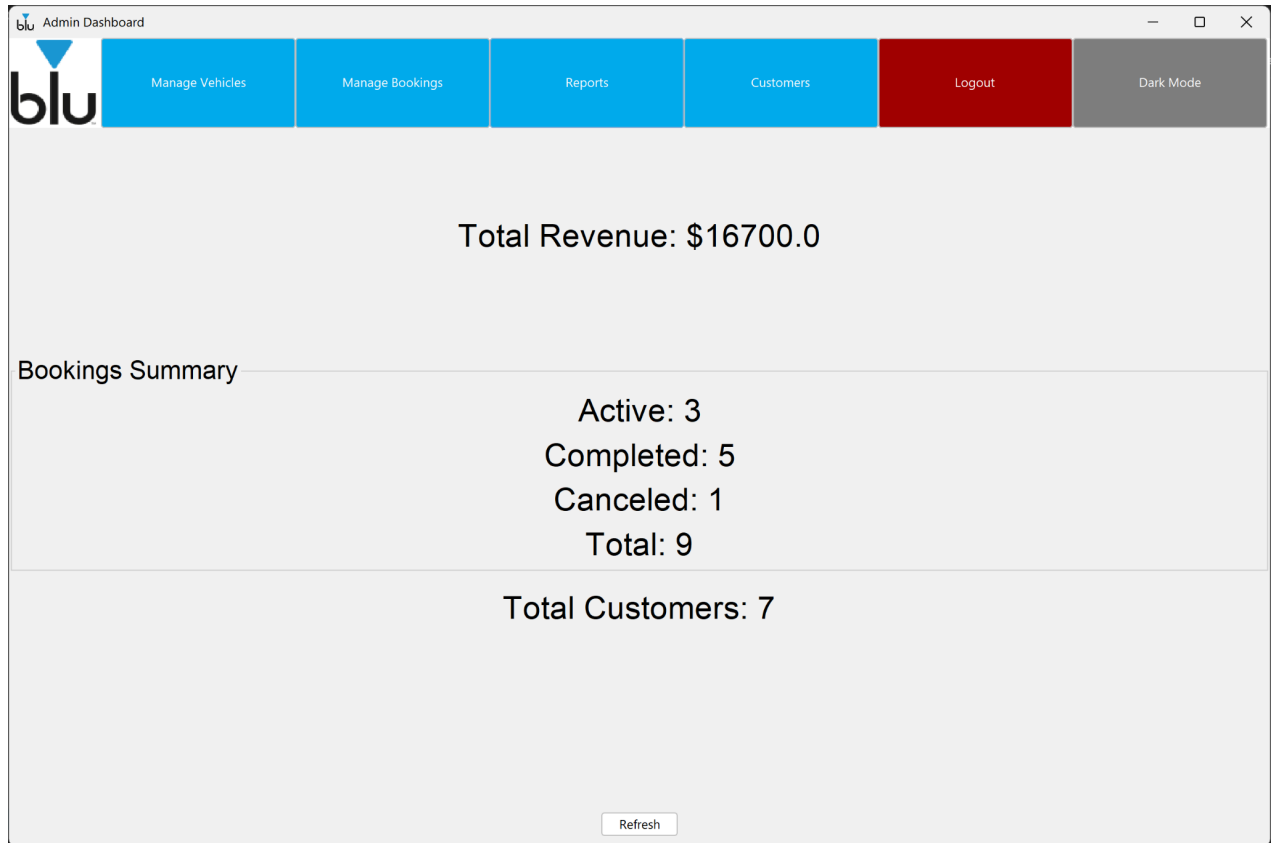 blu Admin Dashboard
blu Manage Vehicles Manage Bookings Reports Customers Logout Dark Mode
Total Revenue: $16700.0
Bookings Summary
Active: 3
Completed: 5
Canceled: 1
Total: 9
Total Customers: 7
Refresh